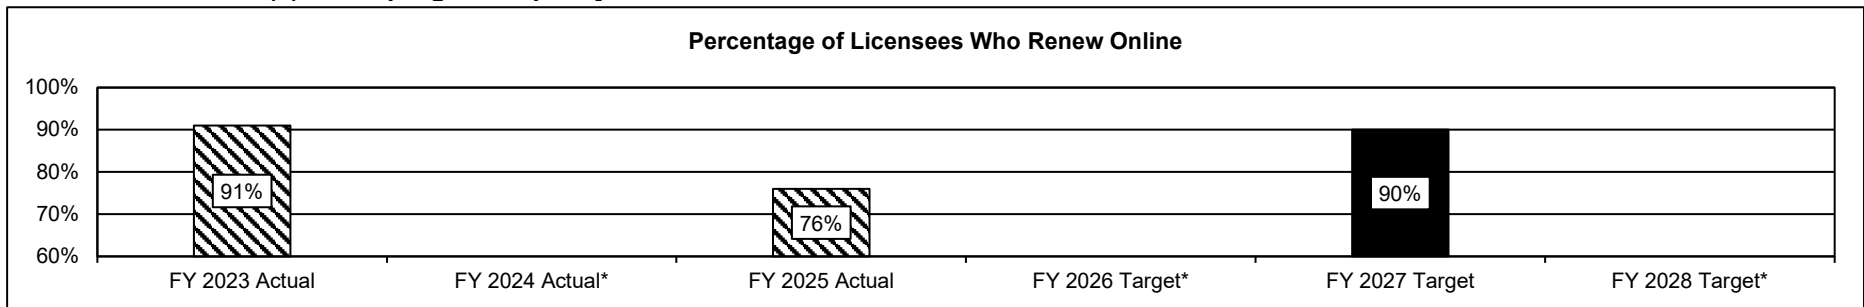 Percentage of Licensees Who Renew Online
100%
90%
80%
70%
60%
91%
76%
90%
FY 2023 Actual
FY 2024 Actual*
FY 2025 Actual
FY 2026 Target*
FY 2027 Target
FY 2028 Target*